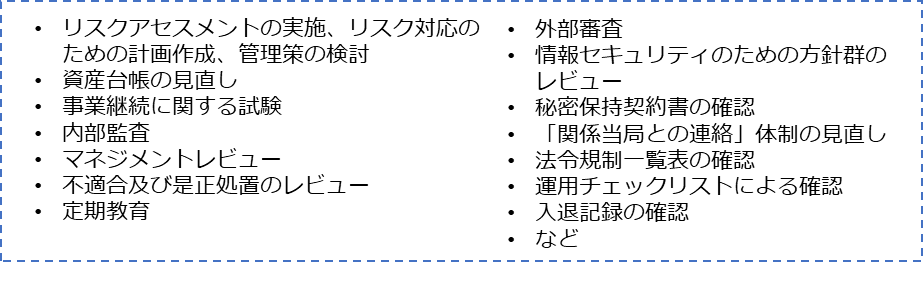 • リスクアセスメントの実施、リスク対応の
ための計画作成、管理策の検討
• 資産台帳の見直し
• 事業継続に関する試験
• 内部監査
• マネジメントレビュー
• 不適合及び是正処置のレビュー
• 定期教育
• 外部審査
• 情報セキュリティのための方針群の
レビュー
• 秘密保持契約書の確認
• 「関係当局との連絡」体制の見直し
• 法令規制一覧表の確認
• 運用チェックリストによる確認
• 入退記録の確認
• など